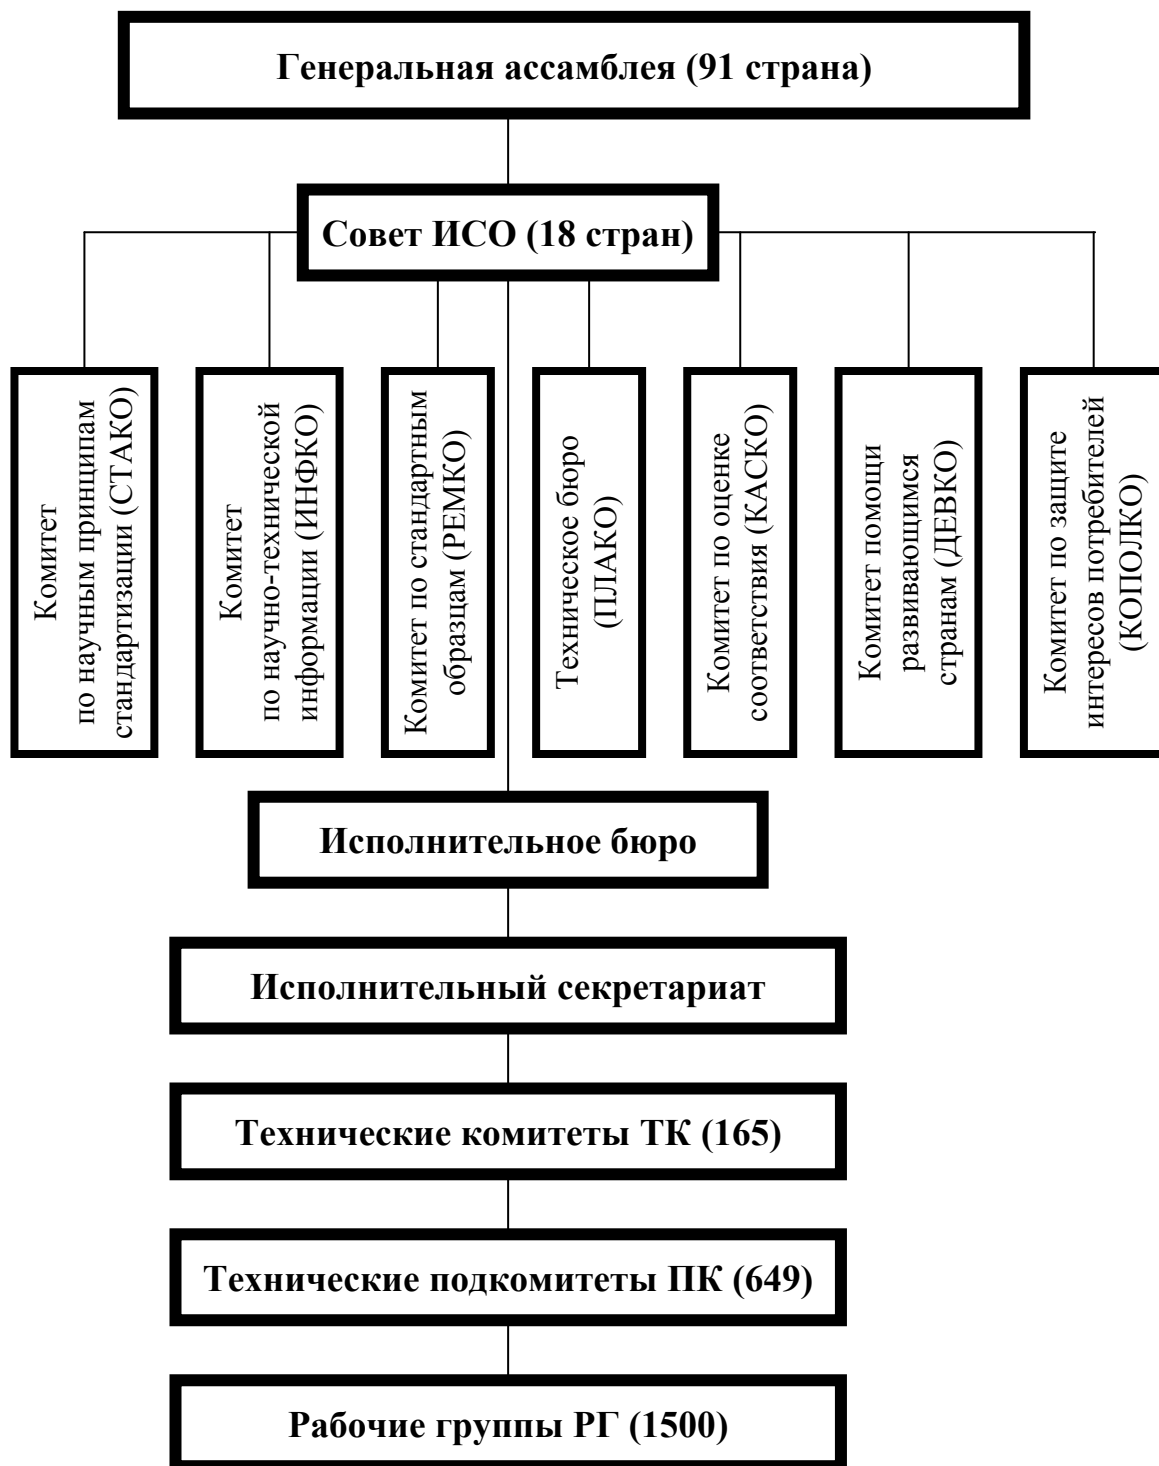 Генеральная ассамблея (91 страна)
Совет ИСО (18 стран)
Комитет
по научным принципам
стандартизации (СТАКО)
Комитет
по научно-технической
информации (ИНФКО)
Комитет по стандартным
образцам (РЕМКО)
Техническое бюро
(ПЛАКО)
Комитет по оценке
соответствия (КАСКО)
Комитет помощи
развивающимся
странам (ДЕВКО)
Комитет по защите
интересов потребителей
(КОПОЛКО)
Исполнительное бюро
Исполнительный секретариат
Технические комитеты ТК (165)
Технические подкомитеты ПК (649)
Рабочие группы РГ (1500)